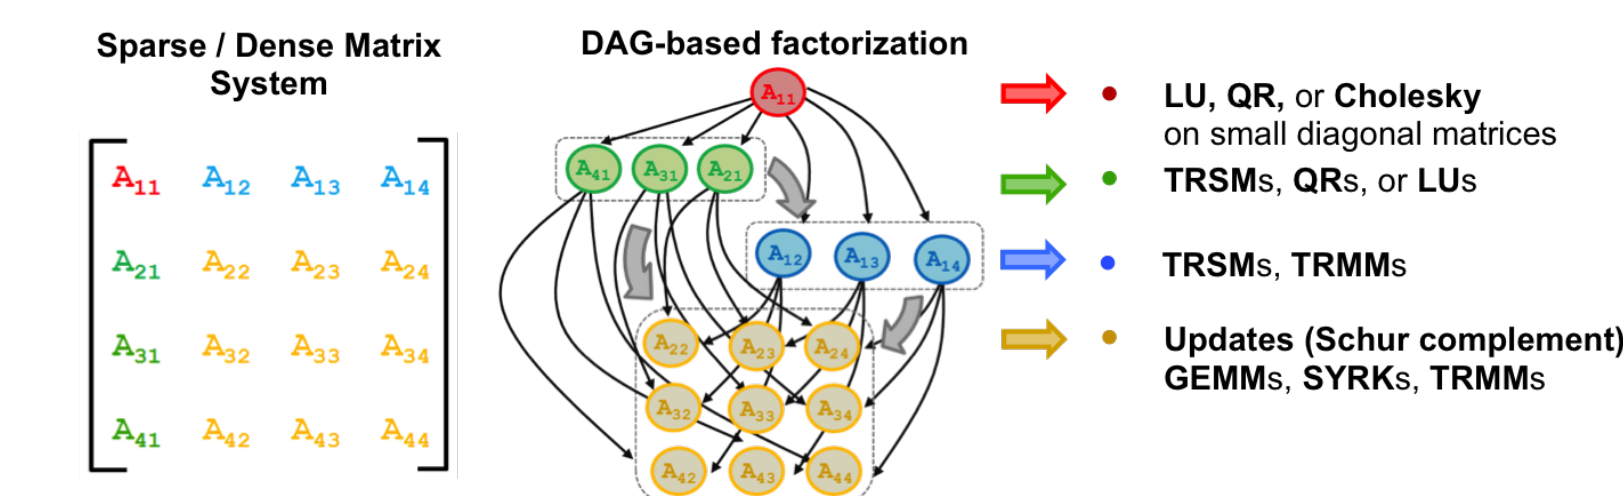 Sparse / Dense Matrix
System
A11 A12 A13 A14
A21 A22 A23 A24
A31 A32 A33 A34
A41 A42 A43 A44
DAG-based factorization
A11
A41 A31 A21
A12 A13 A14
A22 A23 A24
A32 A33 A34
A42 A43 A44
• LU, QR, or Cholesky
on small diagonal matrices
• TRSMs, QRs, or LUs
• TRSMs, TRMMs
• Updates (Schur complement)
GEMMs, SYRKs, TRMMs